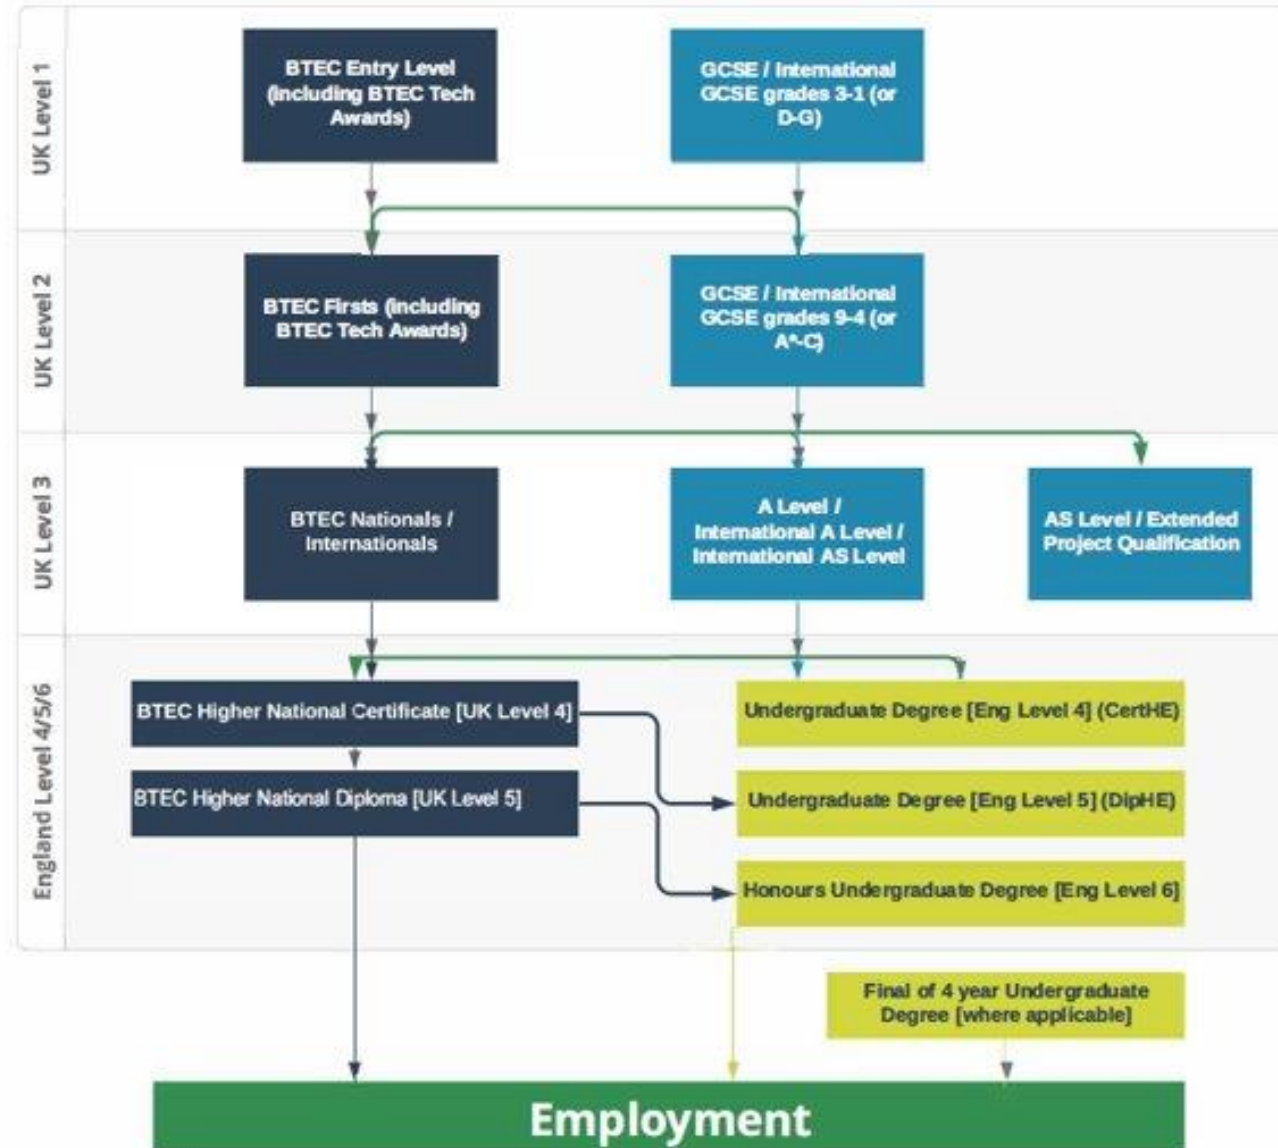 UK Level 1
BTEC Entry Level
(including BTEC Tech
Awards)
GCSE / International
GCSE grades 3-1 (or
D-G)
UK Level 2
BTEC Firsts (including
BTEC Tech Awards)
GCSE / International
GCSE grades 9-4 (or
A*-C)
UK Level 3
BTEC Nationals /
Internationals
A Level /
International A Level /
International AS Level
AS Level / Extended
Project Qualification
England Level 4/5/6
BTEC Higher National Certificate [UK Level 4]
Undergraduate Degree [Eng Level 4] (CertHE)
BTEC Higher National Diploma [UK Level 5]
Undergraduate Degree [Eng Level 5] (DipHE)
Honours Undergraduate Degree [Eng Level 6]
Final of 4 year Undergraduate
Degree [where applicable]
Employment